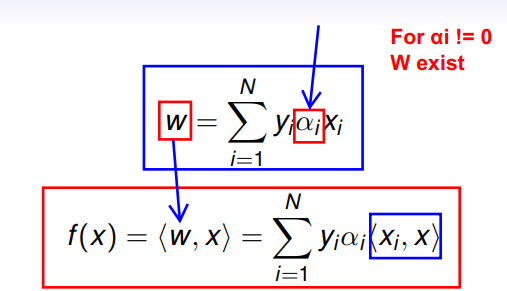 For αi != 0
W exist
w = ∑_{i=1}^{N} y_i α_i x_i
f(x) = ⟨w, x⟩ = ∑_{i=1}^{N} y_i α_i ⟨x_i, x⟩